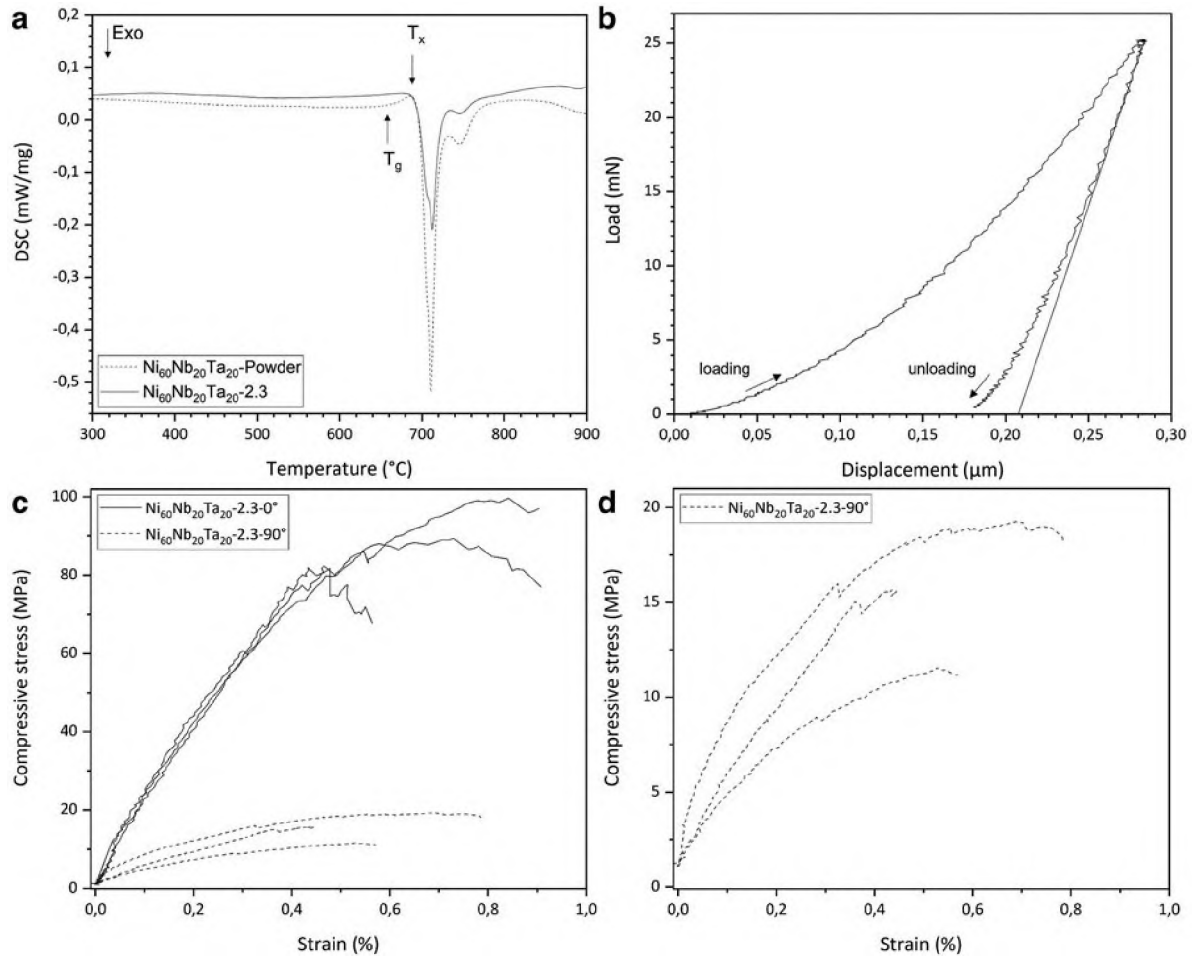 a
0,2
0,1
0,0
-0,1
-0,2
-0,3
-0,4
-0,5
DSC (mW/mg)
Exo
Tx
Tg
Ni60Nb20Ta20-Powder
Ni60Nb20Ta20-2.3
300 400 500 600 700 800 900
Temperature (°C)
b
25
20
15
10
5
0
Load (mN)
loading
unloading
0,00 0,05 0,10 0,15 0,20 0,25 0,30
Displacement (µm)
c
100
80
60
40
20
0
Compressive stress (MPa)
Ni60Nb20Ta20-2.3-0°
Ni60Nb20Ta20-2.3-90°
0,0 0,2 0,4 0,6 0,8 1,0
Strain (%)
d
20
15
10
5
0
Compressive stress (MPa)
Ni60Nb20Ta20-2.3-90°
0,0 0,2 0,4 0,6 0,8 1,0
Strain (%)